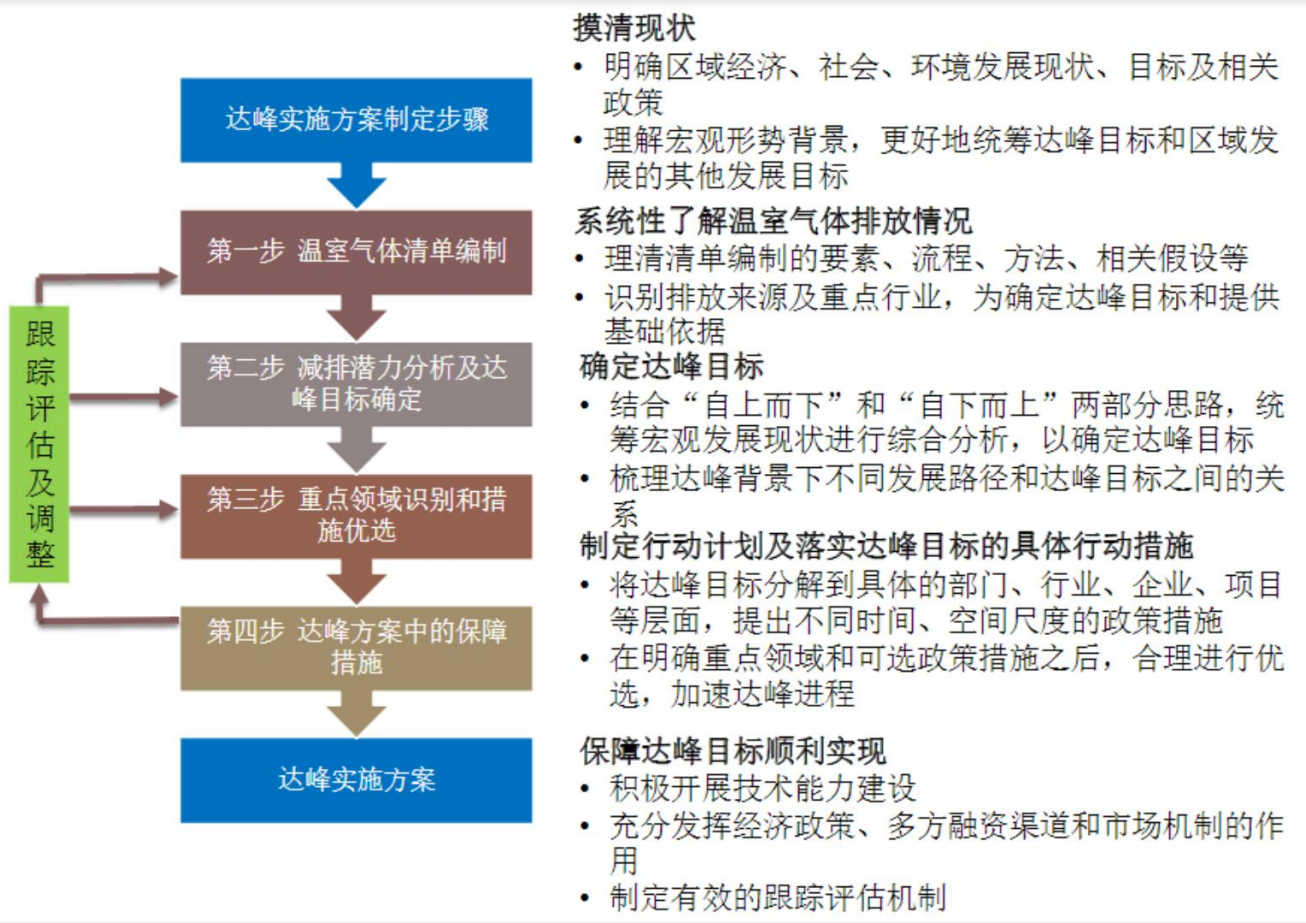 达峰实施方案制定步骤
第一步 温室气体清单编制
第二步 减排潜力分析及达
峰目标确定
第三步 重点领域识别和措
施优选
第四步 达峰方案中的保障
措施
达峰实施方案
跟
踪
评
估
及
调
整
摸清现状
• 明确区域经济、社会、环境发展现状、目标及相关
政策
• 理解宏观形势背景，更好地统筹达峰目标和区域发
展的其他发展目标
系统性了解温室气体排放情况
• 理清清单编制的要素、流程、方法、相关假设等
• 识别排放来源及重点行业，为确定达峰目标和提供
基础依据
确定达峰目标
• 结合“自上而下”和“自下而上”两部分思路，统
筹宏观发展现状进行综合分析，以确定达峰目标
• 梳理达峰背景下不同发展路径和达峰目标之间的关
系
制定行动计划及落实达峰目标的具体行动措施
• 将达峰目标分解到具体的部门、行业、企业、项目
等层面，提出不同时间、空间尺度的政策措施
• 在明确重点领域和可选政策措施之后，合理进行优
选，加速达峰进程
保障达峰目标顺利实现
• 积极开展技术能力建设
• 充分发挥经济政策、多方融资渠道和市场机制的作
用
• 制定有效的跟踪评估机制